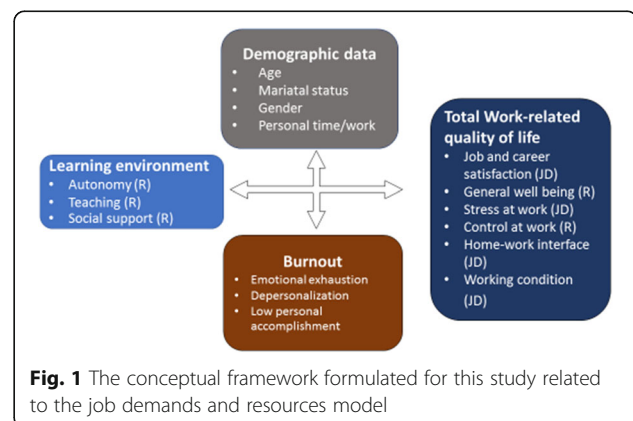 Demographic data
• Age
• Mariatal status
• Gender
• Personal time/work
Learning environment
• Autonomy (R)
• Teaching (R)
• Social support (R)
Total Work-related
quality of life
• Job and career
satisfaction (JD)
• General well being (R)
• Stress at work (JD)
• Control at work (R)
• Home-work interface
(JD)
• Working condition
(JD)
Burnout
• Emotional exhaustion
• Depersonalization
• Low personal
accomplishment
Fig. 1 The conceptual framework formulated for this study related
to the job demands and resources model